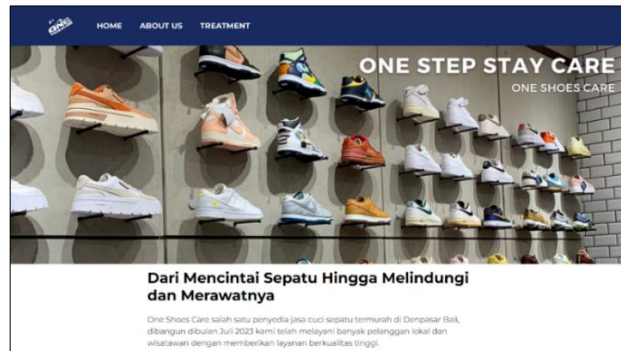 ONE
HOME ABOUT US TREATMENT
ONE STEP STAY CARE
ONE SHOES CARE
Dari Mencintai Sepatu Hingga Melindungi
dan Merawatnya
One Shoes Care salah satu penyedia jasa cuci sepatu termurah di Denpasar Bali,
dibangun dibulan Juli 2023 kami telah melayani banyak pelanggan lokal dan
wisatawan dengan memberikan layanan berkualitas tinggi.